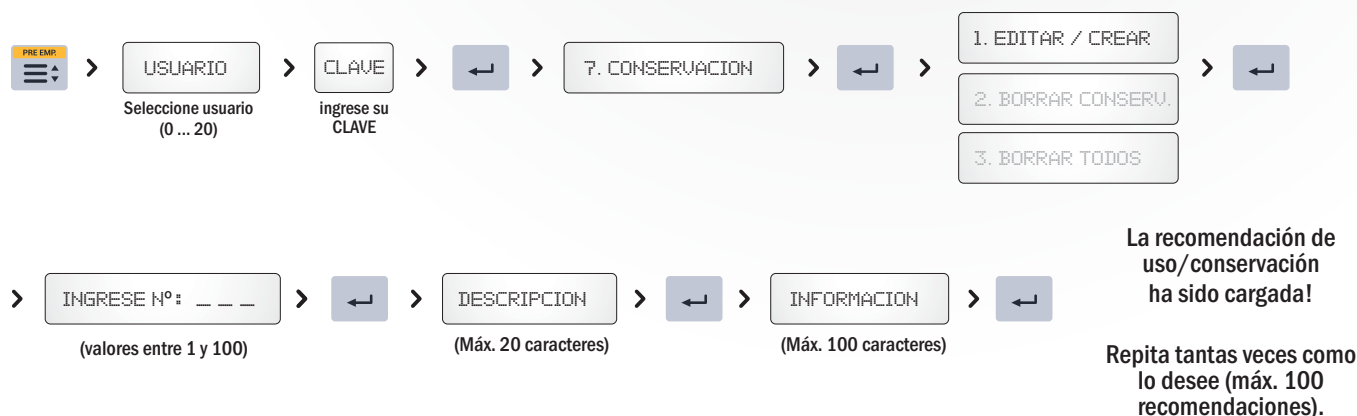 PRE EMP.
USUARIO
Seleccione usuario
(0 ... 20)
CLAVE
ingrese su
CLAVE
7. CONSERVACION
1. EDITAR / CREAR
2. BORRAR CONSERV.
3. BORRAR TODOS
INGRESE Nº: _ _ _
(valores entre 1 y 100)
DESCRIPCION
(Máx. 20 caracteres)
INFORMACION
(Máx. 100 caracteres)
La recomendación de
uso/conservación
ha sido cargada!
Repita tantas veces como
lo desee (máx. 100
recomendaciones).